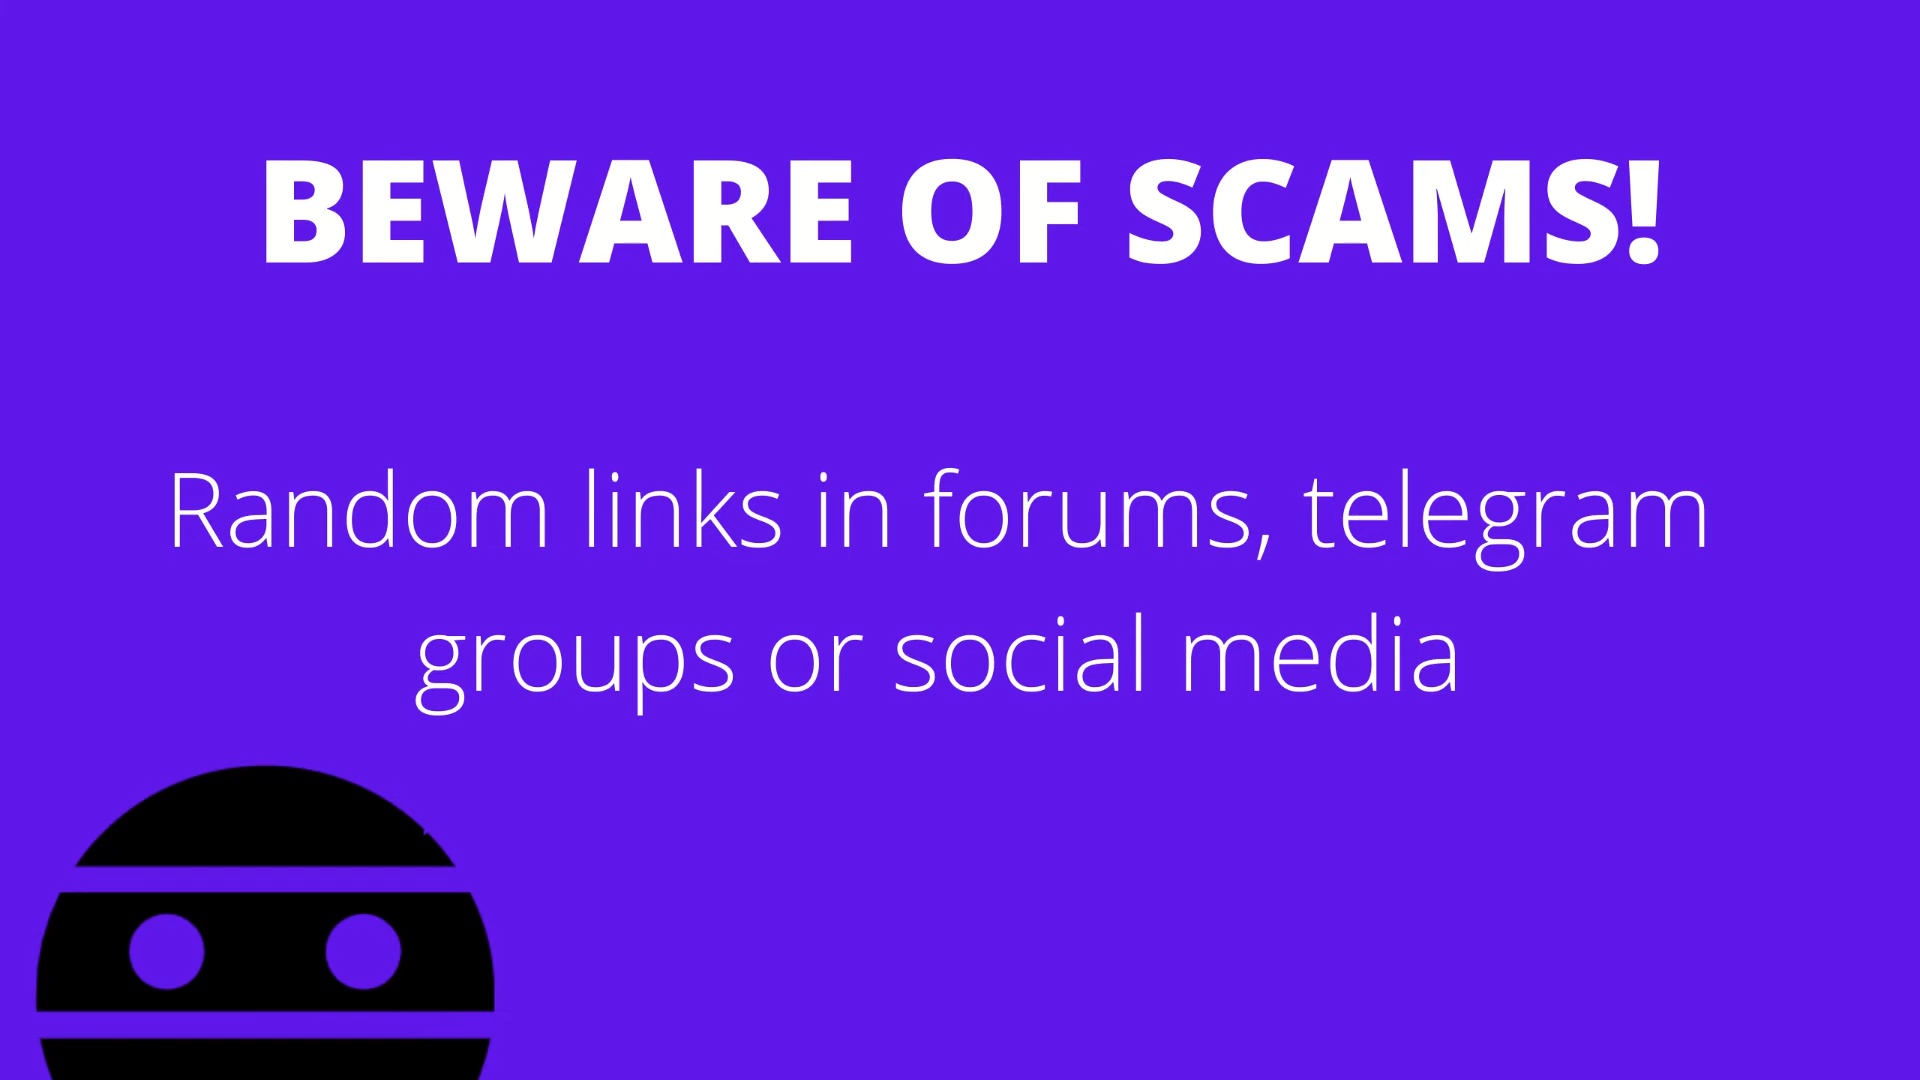 BEWARE OF SCAMS!
Random links in forums, telegram
groups or social media